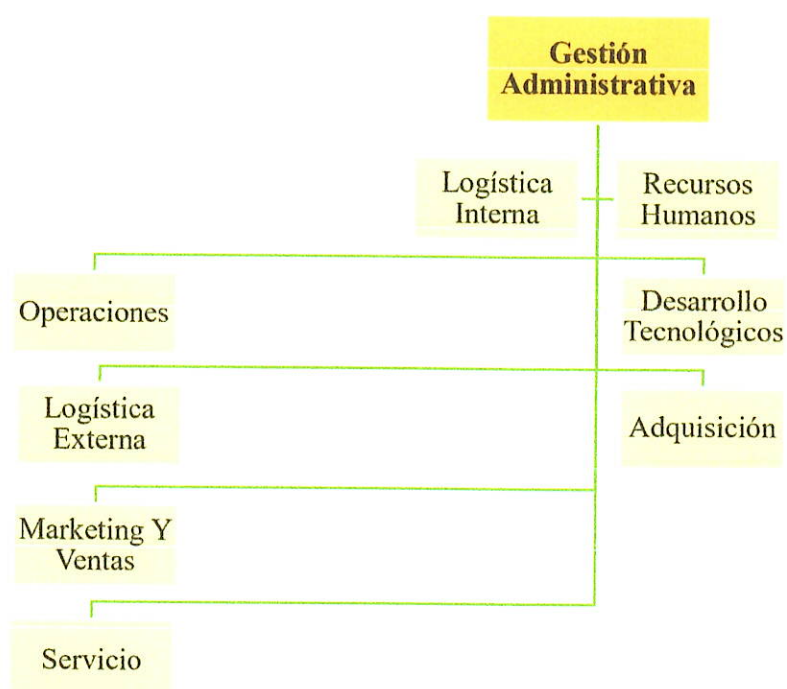 Gestión
Administrativa
Logística
Interna
Recursos
Humanos
Operaciones
Desarrollo
Tecnológicos
Logística
Externa
Adquisición
Marketing Y
Ventas
Servicio